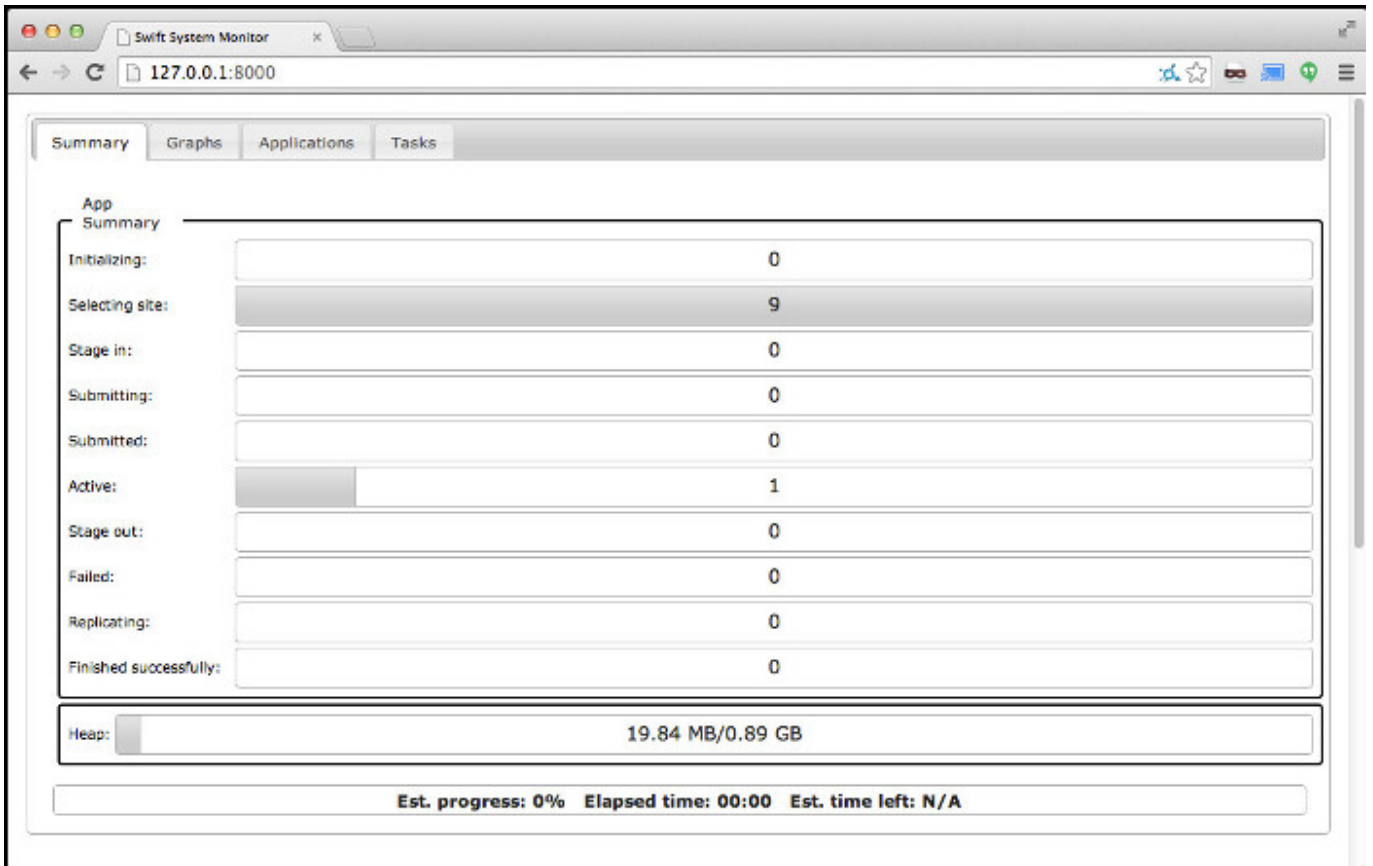 Swift System Monitor
127.0.0.1:8000
Summary Graphs Applications Tasks
App
Summary
Initializing: 0
Selecting site: 9
Stage in: 0
Submitting: 0
Submitted: 0
Active: 1
Stage out: 0
Failed: 0
Replicating: 0
Finished successfully: 0
Heap: 19.84 MB/0.89 GB
Est. progress: 0% Elapsed time: 00:00 Est. time left: N/A